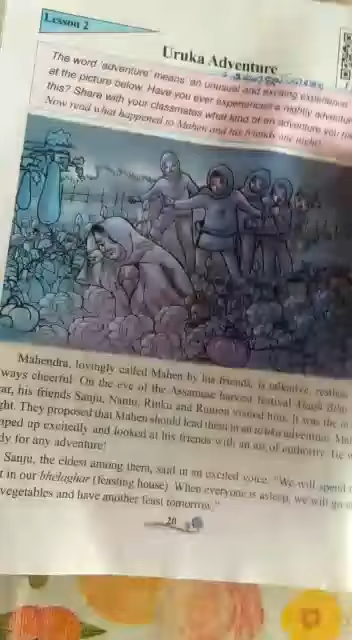 Lesson 2
Uruka Adventure
The word 'adventure' means 'an unusual and exciting experience
at the picture below. Have you ever experienced a nightly adventure
this? Share with your classmates what kind of an adventure you
Now read what happened to Mahen and his friends one night.
Mahendra, lovingly called Mahen by his friends, is talkative, restless
ways cheerful. On the eve of the Assamese harvest festival
his friends Sanju, Nantu, Rinku and visited him. It was the
ght. They proposed that Mahen should lead them in an uruka adventure.
mped up excitedly and looked at his friends with an air of authority. He
dy for any adventure!
Sanju, the eldest among them, said in an excited voice, "We will spend
t in our bhelaghar (feasting house). When everyone is asleep, we will
vegetables and have another feast tomorrow."
20